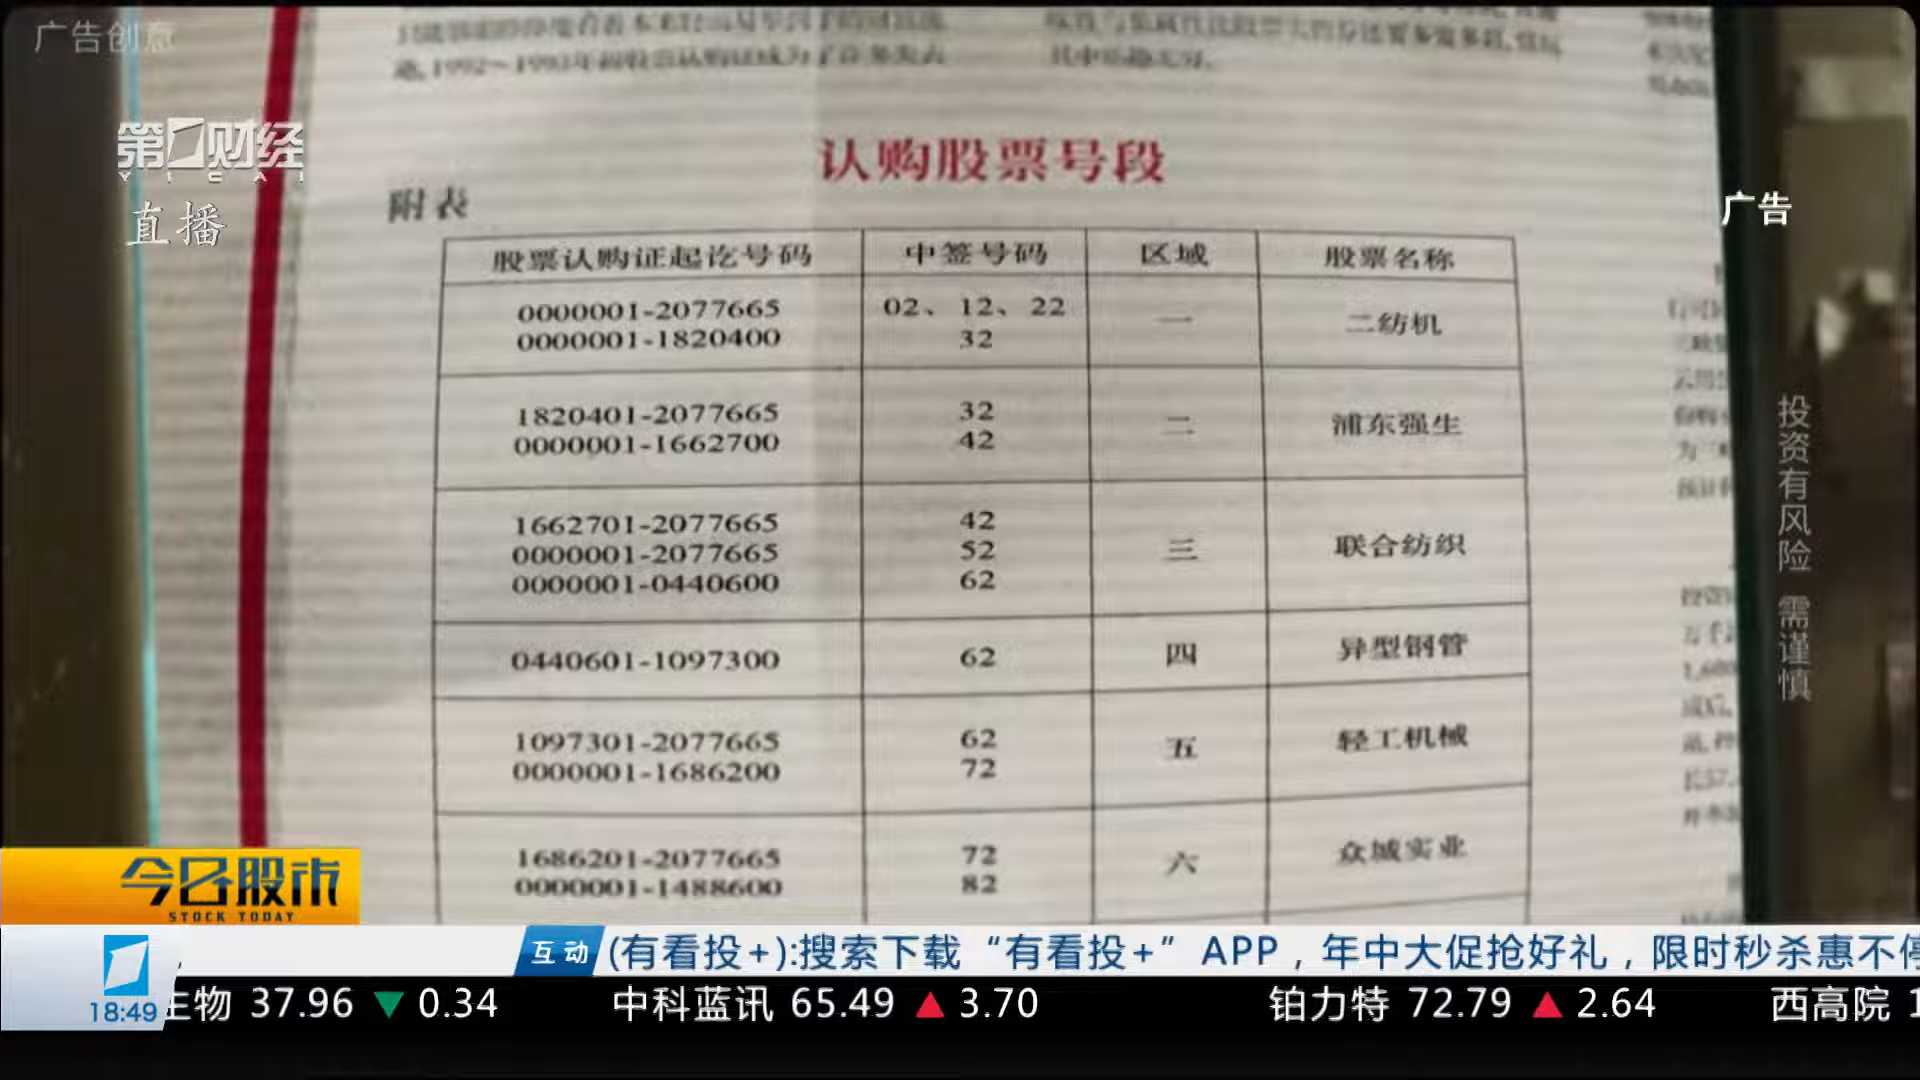 广告创意
第一财经
YICAI
直播
广告
认购股票号段
附表
股票认购证起讫号码 中签号码 区域 股票名称
0000001-2077665 02、12、22 一 二纺机
0000001-1820400 32
1820401-2077665 32 二 浦东强生
0000001-1662700 42
1662701-2077665 42
0000001-2077665 52 三 联合纺织
0000001-0440600 62
0440601-1097300 62 四 异型钢管
1097301-2077665 62 五 轻工机械
0000001-1686200 72
1686201-2077665 72 六 众城实业
0000001-1488600 82
投资有风险 需谨慎
今日股市
STOCK TODAY
互动 (有看投+):搜索下载“有看投+”APP，年中大促抢好礼，限时秒杀惠不停
18:49
生物 37.96 ▼ 0.34 中科蓝讯 65.49 ▲ 3.70 铂力特 72.79 ▲ 2.64 西高院 1